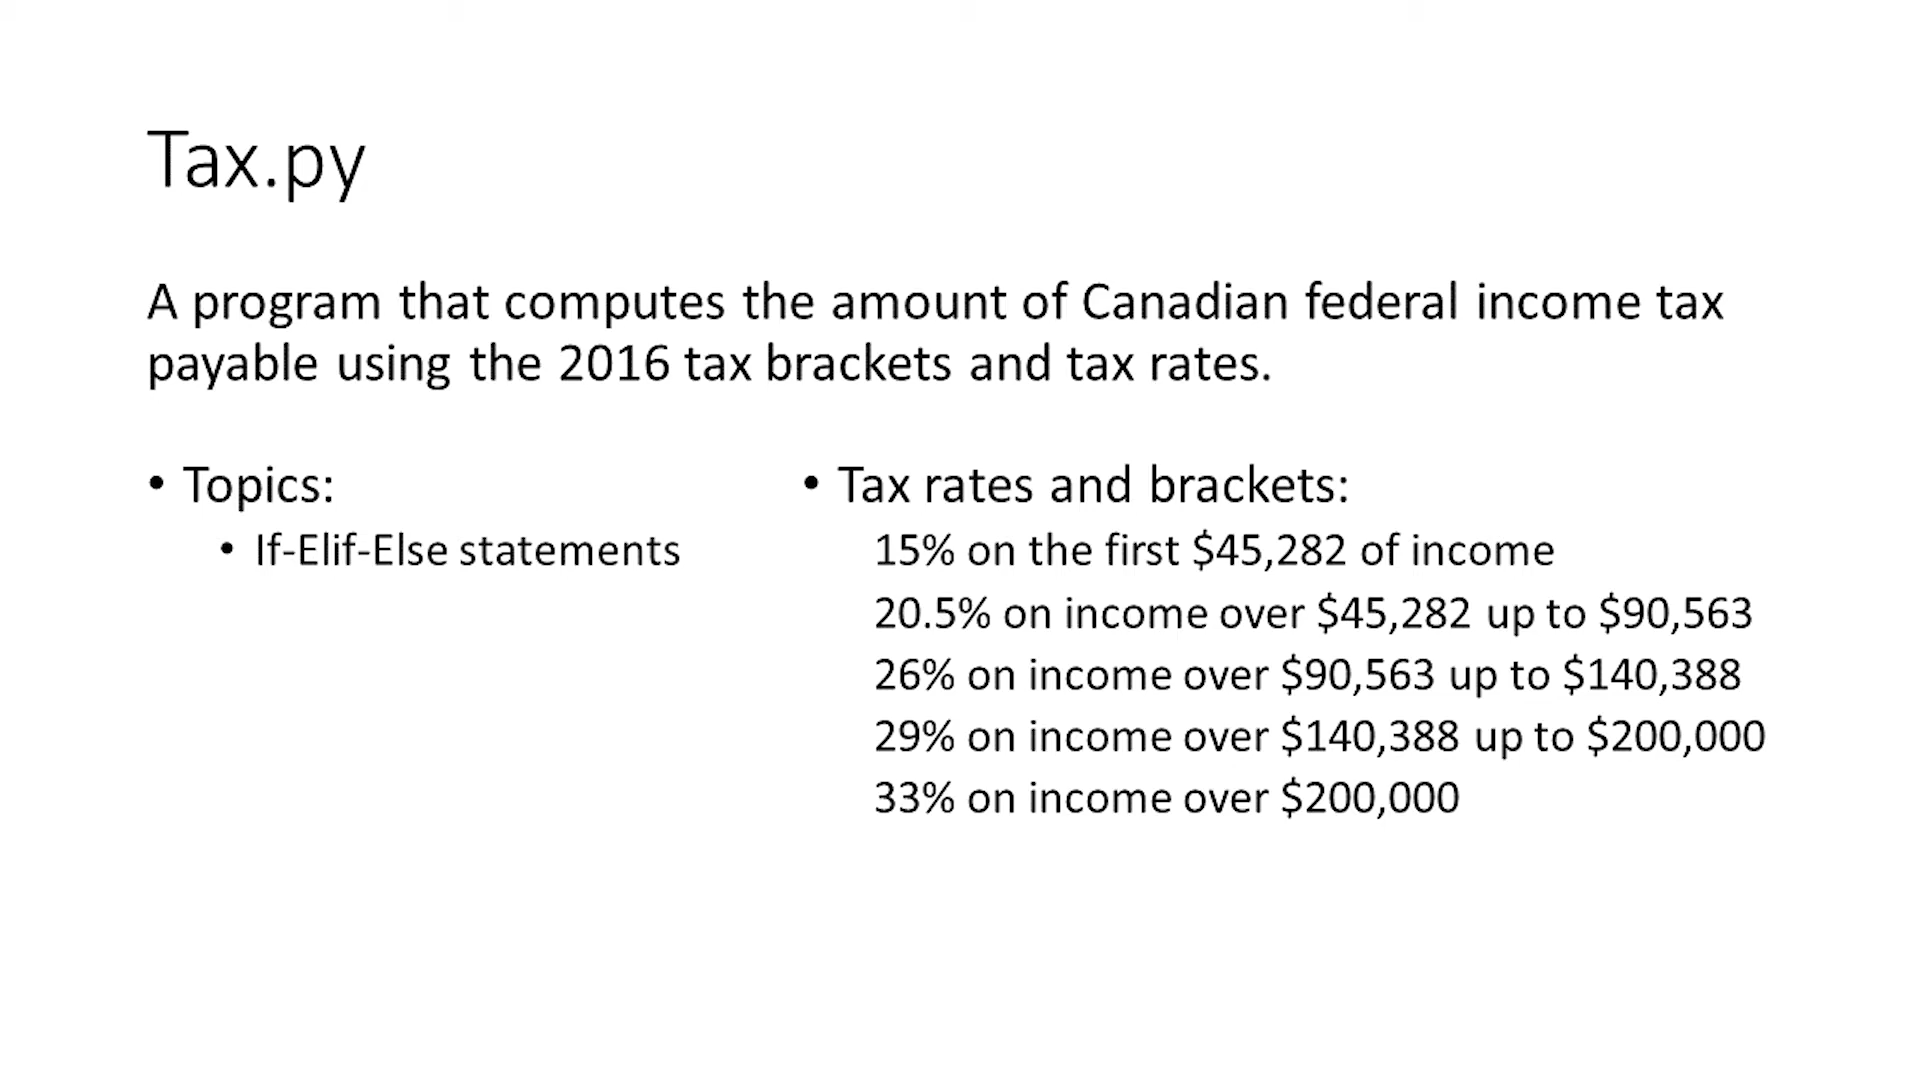 Tax.py
A program that computes the amount of Canadian federal income tax
payable using the 2016 tax brackets and tax rates.
• Topics:
• If-Elif-Else statements
• Tax rates and brackets:
15% on the first $45,282 of income
20.5% on income over $45,282 up to $90,563
26% on income over $90,563 up to $140,388
29% on income over $140,388 up to $200,000
33% on income over $200,000